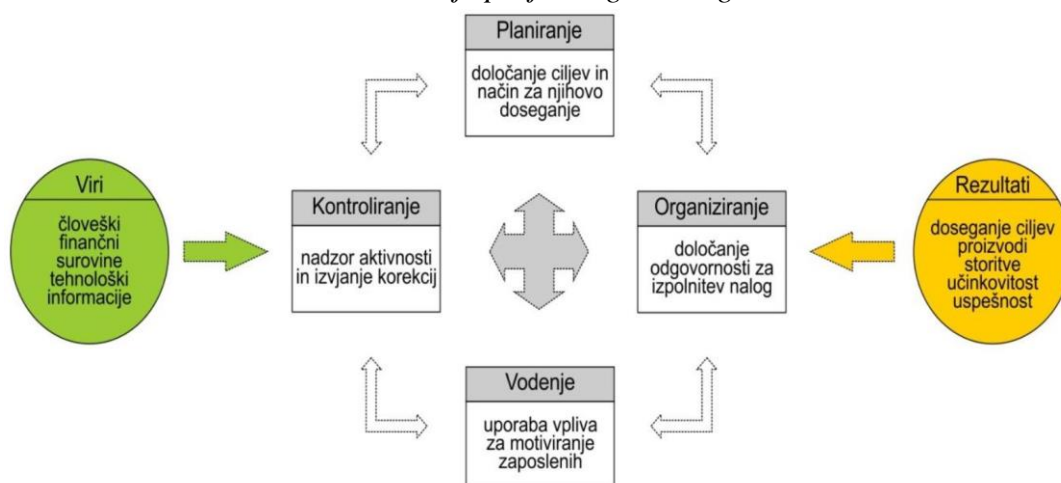 Planiranje
določanje ciljev in
način za njihovo
doseganje
Viri
človeški
finančni
surovine
tehnološki
informacije
Kontroliranje
nadzor aktivnosti
in izvjanje korekcij
Organiziranje
določanje
odgovornosti za
izpolnitev nalog
Rezultati
doseganje ciljev
proizvodi
storitve
učinkovitost
uspešnost
Vodenje
uporaba vpliva
za motiviranje
zaposlenih